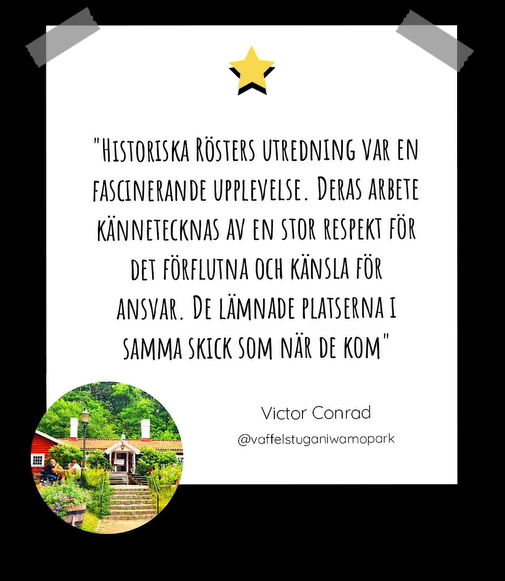 "Historiska Rösters utredning var en
fascinerande upplevelse. Deras arbete
kännetecknas av en stor respekt för
det förflutna och känsla för
ansvar. De lämnade platserna i
samma skick som när de kom"
Victor Conrad
@vaffelstuganiwamopark